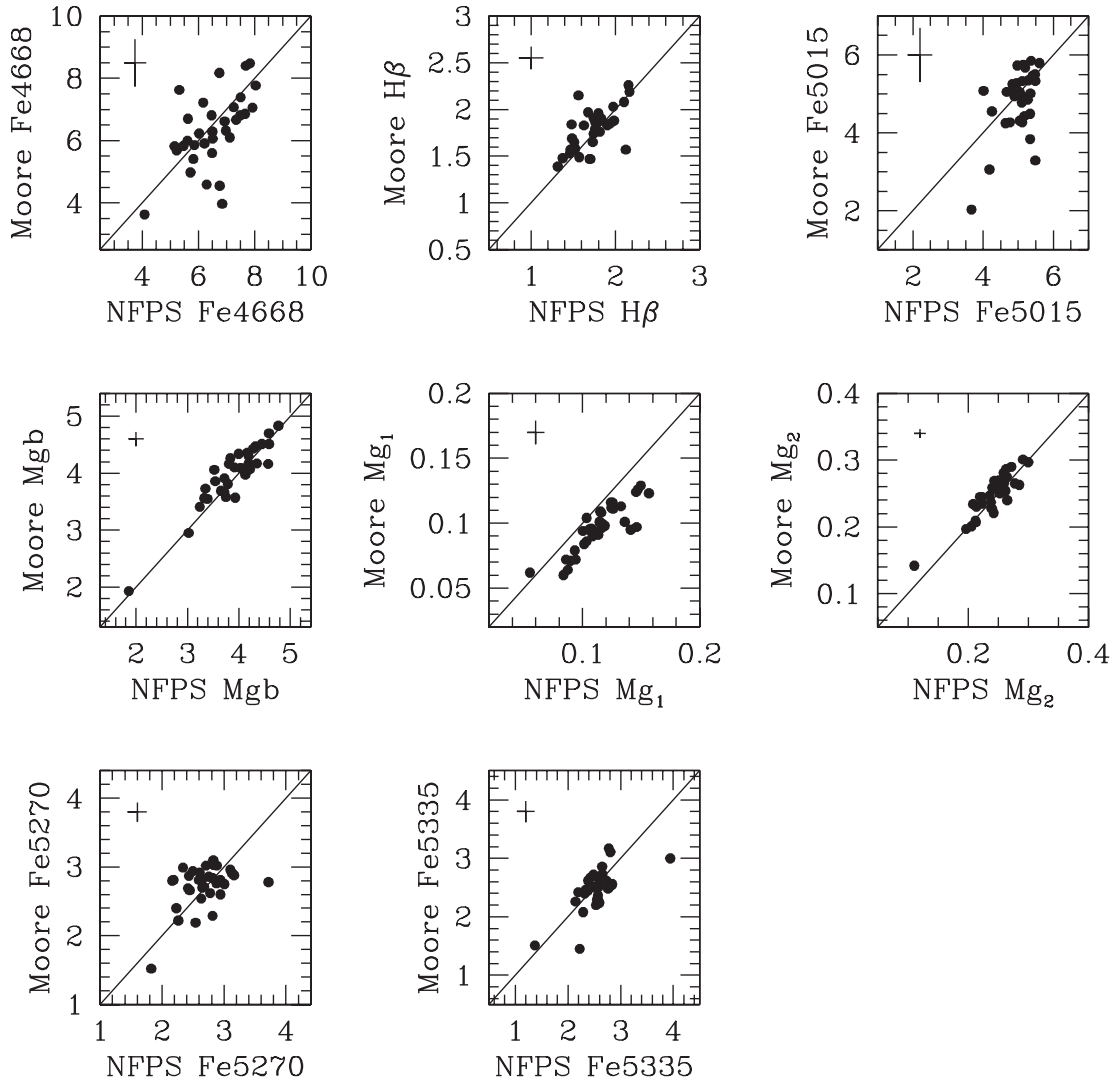 10
8
6
4
Moore Fe4668
4 6 8 10
NFPS Fe4668
3
2.5
2
1.5
1
0.5
Moore Hβ
1 2 3
NFPS Hβ
6
4
2
Moore Fe5015
2 4 6
NFPS Fe5015
5
4
3
2
Moore Mgb
2 3 4 5
NFPS Mgb
0.2
0.15
0.1
0.05
Moore Mg₁
0.1 0.2
NFPS Mg₁
0.4
0.3
0.2
0.1
Moore Mg₂
0.2 0.4
NFPS Mg₂
4
3
2
1
Moore Fe5270
1 2 3 4
NFPS Fe5270
4
3
2
1
Moore Fe5335
1 2 3 4
NFPS Fe5335